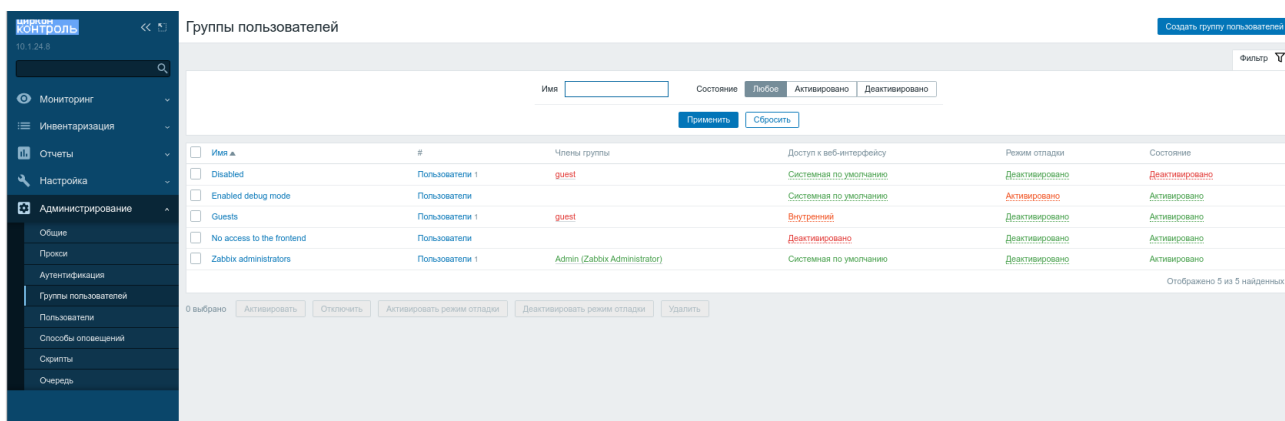 циркон
контроль
10.1.24.8
Мониторинг
Инвентаризация
Отчеты
Настройка
Администрирование
Общие
Прокси
Аутентификация
Группы пользователей
Пользователи
Способы оповещений
Скрипты
Очередь
Группы пользователей Создать группу пользователей
Фильтр
Имя Состояние Любое Активировано Деактивировано
Применить Сбросить
Имя # Члены группы Доступ к веб-интерфейсу Режим отладки Состояние
Disabled Пользователи 1 guest Системная по умолчанию Деактивировано Деактивировано
Enabled debug mode Пользователи Системная по умолчанию Активировано Активировано
Guests Пользователи 1 guest Внутренний Деактивировано Активировано
No access to the frontend Пользователи Деактивировано Деактивировано Активировано
Zabbix administrators Пользователи 1 Admin (Zabbix Administrator) Системная по умолчанию Деактивировано Активировано
Отображено 5 из 5 найденных
0 выбрано Активировать Отключить Активировать режим отладки Деактивировать режим отладки Удалить